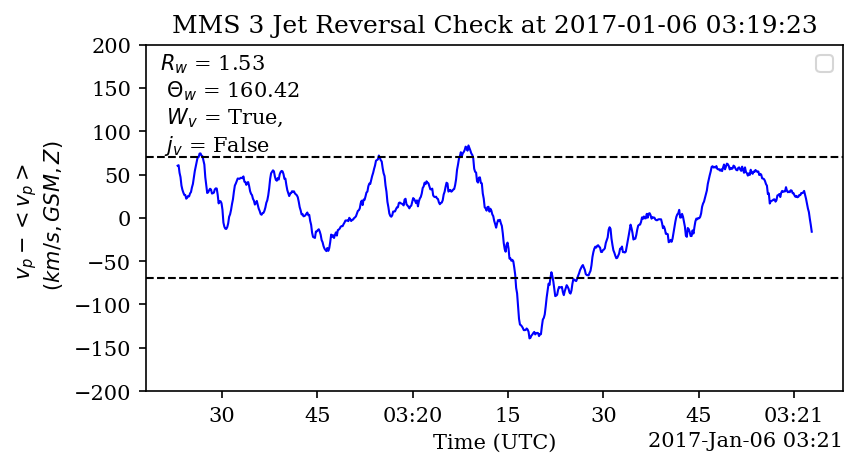 MMS 3 Jet Reversal Check at 2017-01-06 03:19:23
R_w = 1.53
Θ_w = 160.42
W_v = True,
j_v = False
v_p − < v_p >
(km/s, GSM, Z)
200
150
100
50
0
−50
−100
−150
−200
30 45 03:20 15 30 45 03:21
Time (UTC)
2017-Jan-06 03:21